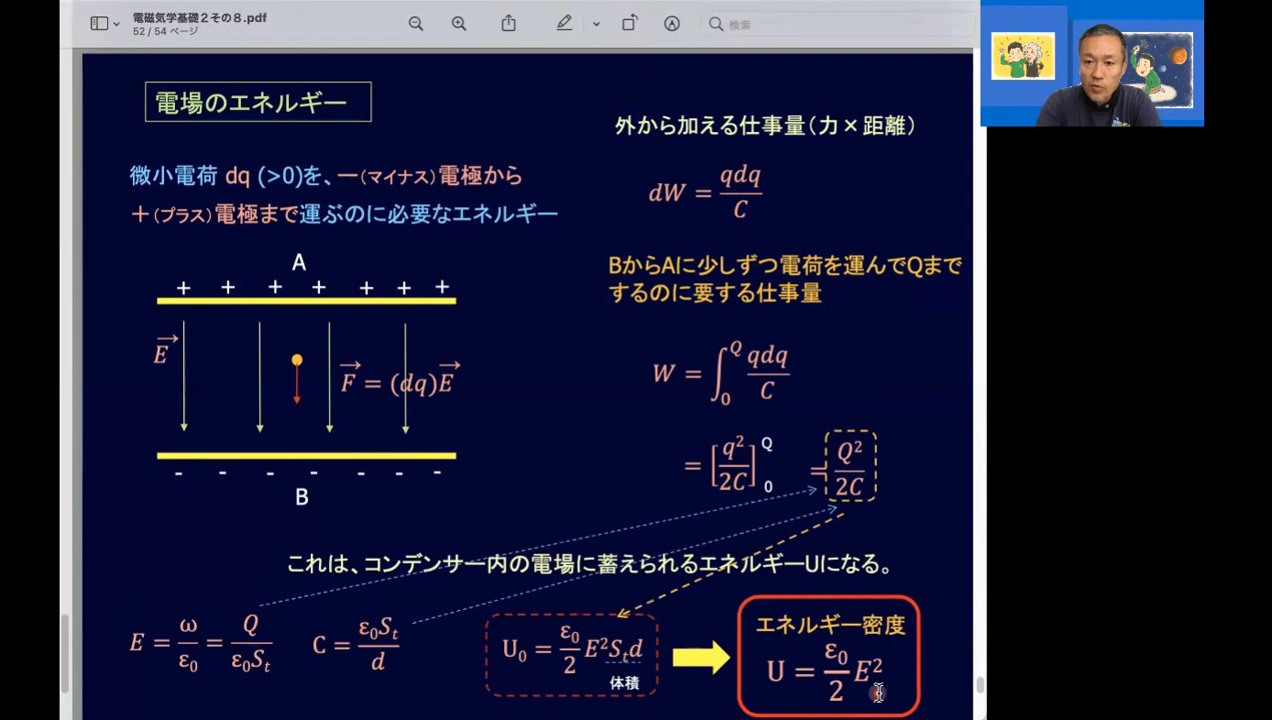 電磁気学基礎2その8.pdf
52 / 54 ページ
検索
電場のエネルギー
微小電荷 dq (>0)を、ー(マイナス)電極から
＋(プラス)電極まで運ぶのに必要なエネルギー
A
+ + + + + + +
E→
F→ = (dq)E→
- - - - - - -
B
外から加える仕事量(力×距離)
dW = qdq/C
BからAに少しずつ電荷を運んでQまで
するのに要する仕事量
W = ∫₀^Q qdq/C
= [q²/2C]₀^Q = Q²/2C
これは、コンデンサー内の電場に蓄えられるエネルギーUになる。
E = ω/ε₀ = Q/ε₀Sₜ
C = ε₀Sₜ/d
U₀ = ε₀/2 E²Sₜd
体積
エネルギー密度
U = ε₀/2 E²